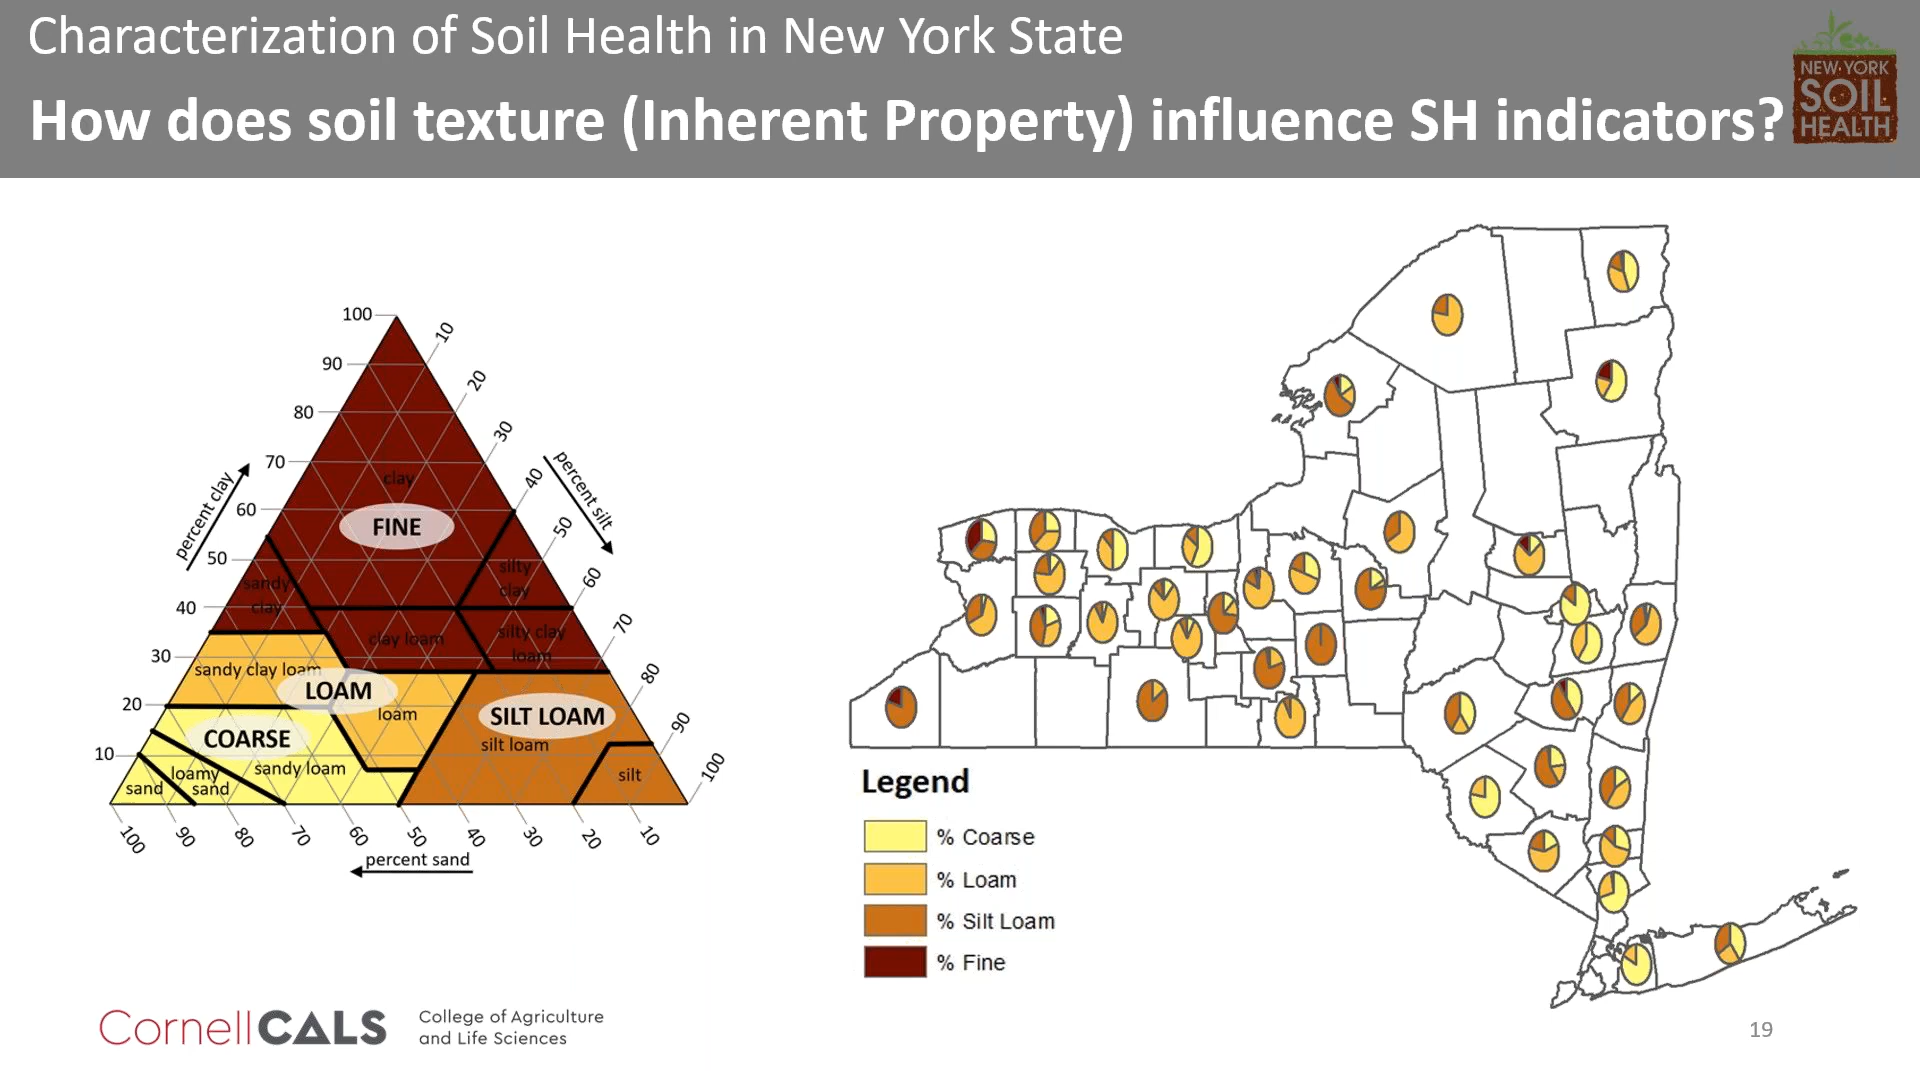 Characterization of Soil Health in New York State
How does soil texture (Inherent Property) influence SH indicators?
NEW·YORK
SOIL
HEALTH
100
90
80
70
60
50
40
30
20
10
percent clay
10
20
30
40
50
60
70
80
90
100
percent silt
100
90
80
70
60
50
40
30
20
10
percent sand
clay
FINE
silty
clay
sandy
clay
clay loam
silty clay
loam
sandy clay loam
LOAM
loam
SILT LOAM
silt loam
COARSE
sandy loam
loamy
sand
sand
silt
Legend
% Coarse
% Loam
% Silt Loam
% Fine
CornellCALS
College of Agriculture
and Life Sciences
19